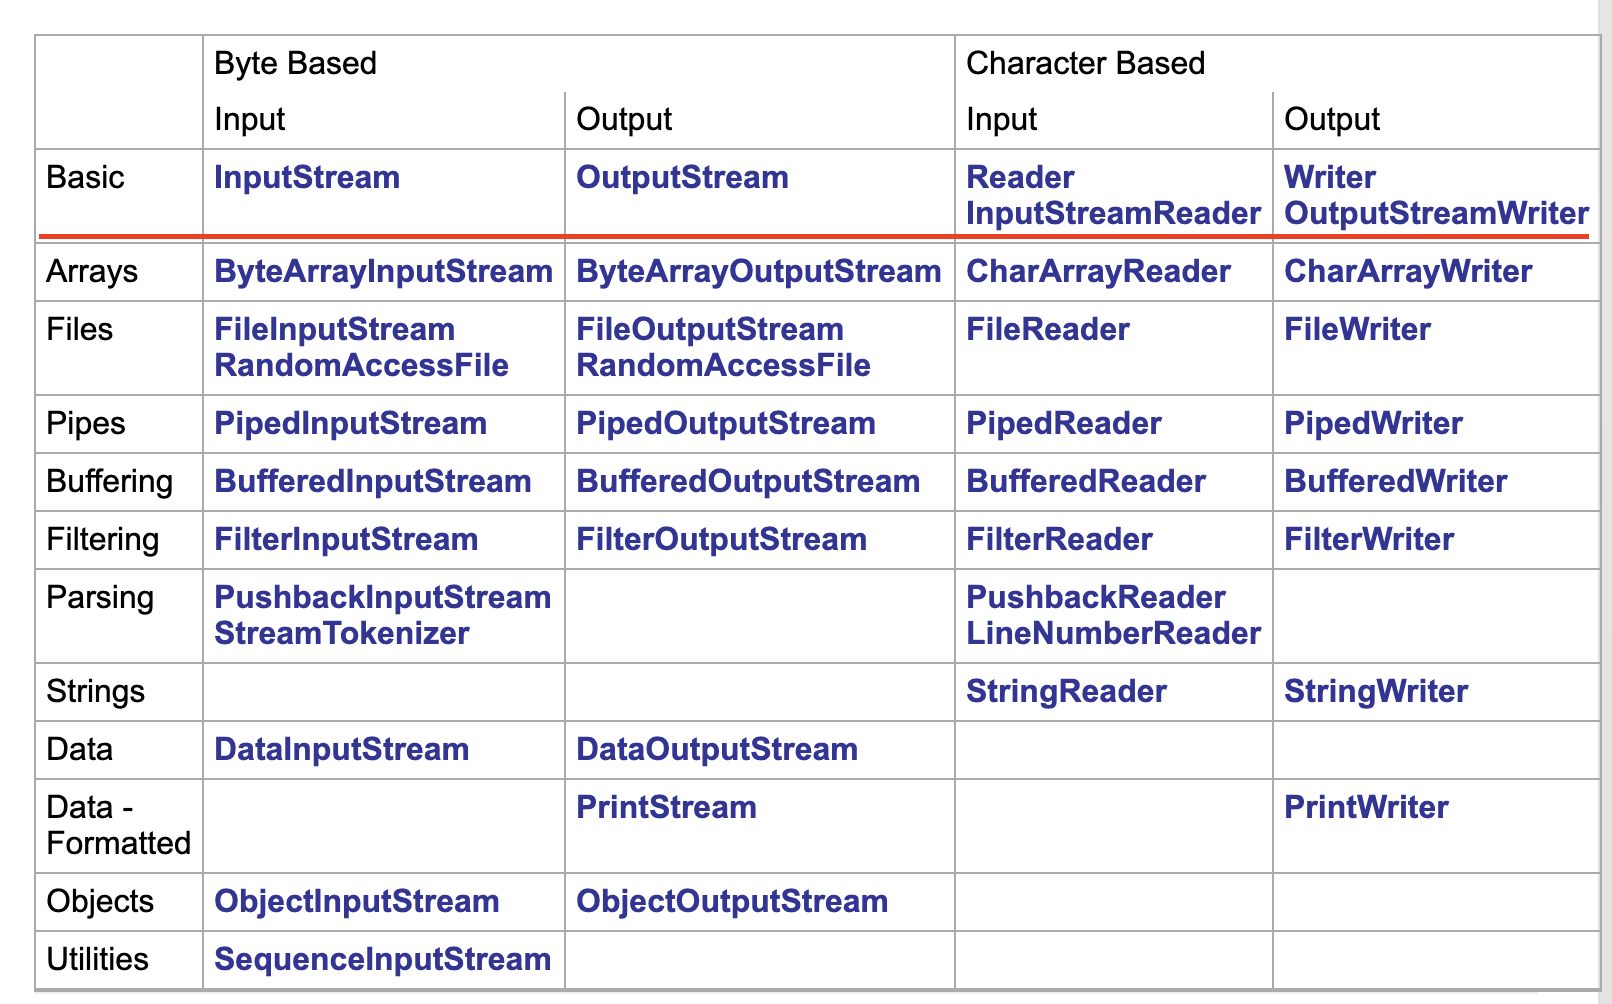 Byte Based Character Based
Input Output Input Output
Basic InputStream OutputStream Reader Writer
InputStreamReader OutputStreamWriter
Arrays ByteArrayInputStream ByteArrayOutputStream CharArrayReader CharArrayWriter
Files FileInputStream FileOutputStream FileReader FileWriter
RandomAccessFile RandomAccessFile
Pipes PipedInputStream PipedOutputStream PipedReader PipedWriter
Buffering BufferedInputStream BufferedOutputStream BufferedReader BufferedWriter
Filtering FilterInputStream FilterOutputStream FilterReader FilterWriter
Parsing PushbackInputStream PushbackReader
StreamTokenizer LineNumberReader
Strings StringReader StringWriter
Data DataInputStream DataOutputStream
Data - PrintStream PrintWriter
Formatted
Objects ObjectInputStream ObjectOutputStream
Utilities SequenceInputStream